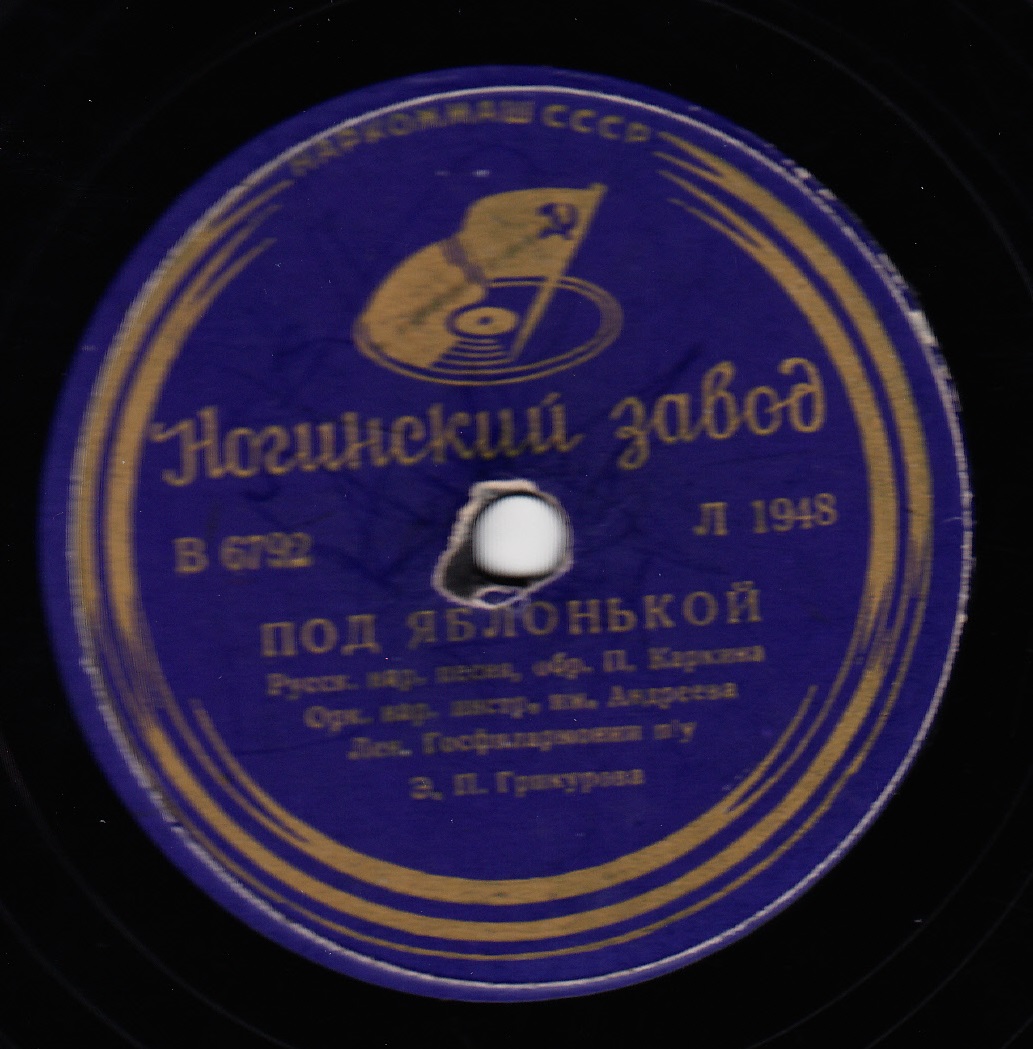 НАРКОММАШ СССР
Ногинский завод
В 6792 Л 1948
ПОД ЯБЛОНЬКОЙ
Русск. нар. песня, обр. П. Каркина
Орк. нар. инстр. им. Андреева
Лен. Госфилармонии п/у
Э. П. Грикурова